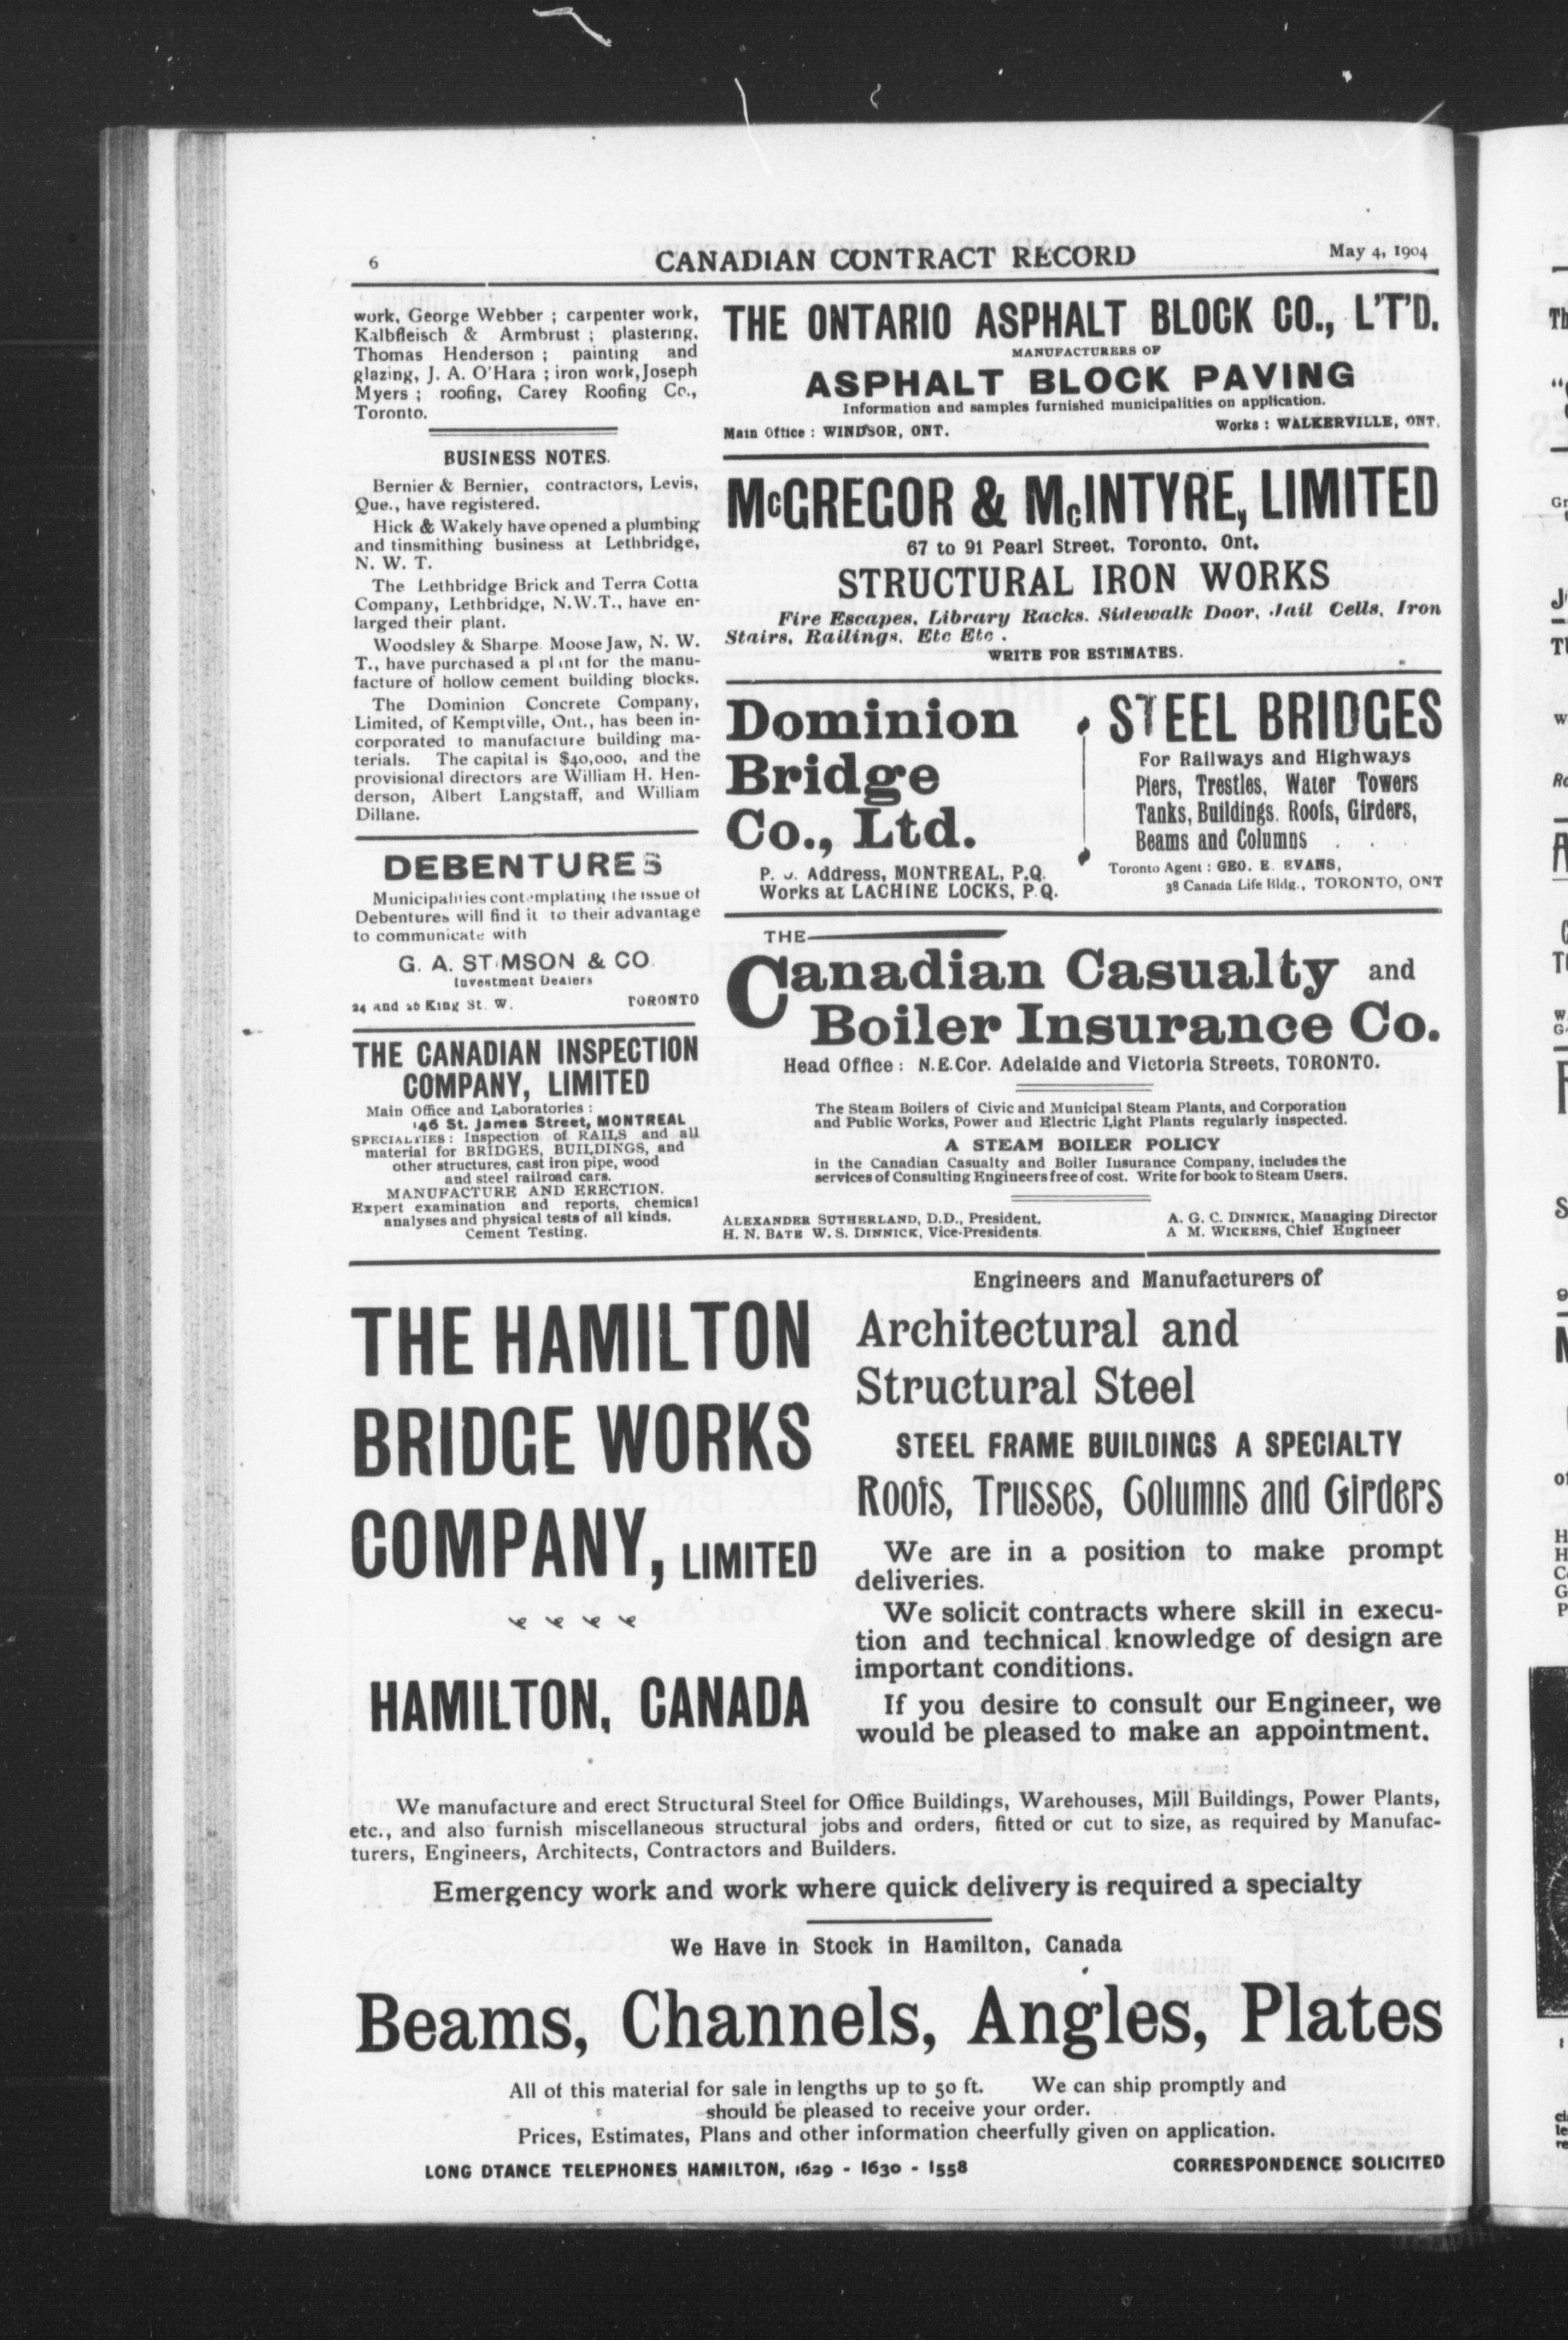 6
CANADIAN CONTRACT RECORD
May 4, 1904
work, George Webber ; carpenter work,
Kalbfleisch & Armbrust ; plastering,
Thomas Henderson ; painting and
glazing, J. A. O'Hara ; iron work, Joseph
Myers ; roofing, Carey Roofing Co.,
Toronto.
BUSINESS NOTES.
Bernier & Bernier, contractors, Levis,
Que., have registered.
Hick & Wakely have opened a plumbing
and tinsmithing business at Lethbridge,
N. W. T.
The Lethbridge Brick and Terra Cotta
Company, Lethbridge, N.W.T., have en-
larged their plant.
Woodsley & Sharpe. Moose Jaw, N. W.
T., have purchased a plant for the manu-
facture of hollow cement building blocks.
The Dominion Concrete Company,
Limited, of Kemptville, Ont., has been in-
corporated to manufacture building ma-
terials. The capital is $40,000, and the
provisional directors are William H. Hen-
derson, Albert Langstaff, and William
Dillane.
DEBENTURES
Municipalities contemplating the issue of
Debentures will find it to their advantage
to communicate with
G. A. STIMSON & CO.
Investment Dealers
24 and 26 King St. W. TORONTO
THE CANADIAN INSPECTION
COMPANY, LIMITED
Main Office and Laboratories :
146 St. James Street, MONTREAL
SPECIALTIES : Inspection of RAILS and all
material for BRIDGES, BUILDINGS, and
other structures, cast iron pipe, wood
and steel railroad cars.
MANUFACTURE AND ERECTION.
Expert examination and reports, chemical
analyses and physical tests of all kinds.
Cement Testing.
THE ONTARIO ASPHALT BLOCK CO., L'T'D.
MANUFACTURERS OF
ASPHALT BLOCK PAVING
Information and samples furnished municipalities on application.
Main Office : WINDSOR, ONT. Works : WALKERVILLE, ONT.
McGREGOR & McINTYRE, LIMITED
67 to 91 Pearl Street, Toronto, Ont.
STRUCTURAL IRON WORKS
Fire Escapes, Library Racks, Sidewalk Door, Jail Cells, Iron
Stairs, Railings, Etc Etc .
WRITE FOR ESTIMATES.
Dominion
Bridge
Co., Ltd.
P. O. Address, MONTREAL, P.Q.
Works at LACHINE LOCKS, P.Q.
STEEL BRIDGES
For Railways and Highways
Piers, Trestles, Water Towers
Tanks, Buildings, Roofs, Girders,
Beams and Columns . .
Toronto Agent : GEO. E. EVANS,
38 Canada Life Bldg., TORONTO, ONT
THE
Canadian Casualty and
Boiler Insurance Co.
Head Office : N.E.Cor. Adelaide and Victoria Streets, TORONTO.
The Steam Boilers of Civic and Municipal Steam Plants, and Corporation
and Public Works, Power and Electric Light Plants regularly inspected.
A STEAM BOILER POLICY
in the Canadian Casualty and Boiler Insurance Company, includes the
services of Consulting Engineers free of cost. Write for book to Steam Users.
ALEXANDER SUTHERLAND, D.D., President. A. G. C. DINNICK, Managing Director
H. N. BATE W. S. DINNICK, Vice-Presidents. A M. WICKENS, Chief Engineer
THE HAMILTON
BRIDGE WORKS
COMPANY, LIMITED
HAMILTON, CANADA
Engineers and Manufacturers of
Architectural and
Structural Steel
STEEL FRAME BUILDINGS A SPECIALTY
Roofs, Trusses, Columns and Girders
We are in a position to make prompt
deliveries.
We solicit contracts where skill in execu-
tion and technical knowledge of design are
important conditions.
If you desire to consult our Engineer, we
would be pleased to make an appointment.
We manufacture and erect Structural Steel for Office Buildings, Warehouses, Mill Buildings, Power Plants,
etc., and also furnish miscellaneous structural jobs and orders, fitted or cut to size, as required by Manufac-
turers, Engineers, Architects, Contractors and Builders.
Emergency work and work where quick delivery is required a specialty
We Have in Stock in Hamilton, Canada
Beams, Channels, Angles, Plates
All of this material for sale in lengths up to 50 ft. We can ship promptly and
should be pleased to receive your order.
Prices, Estimates, Plans and other information cheerfully given on application.
LONG DTANCE TELEPHONES HAMILTON, 1629 - 1630 - 1558 CORRESPONDENCE SOLICITED